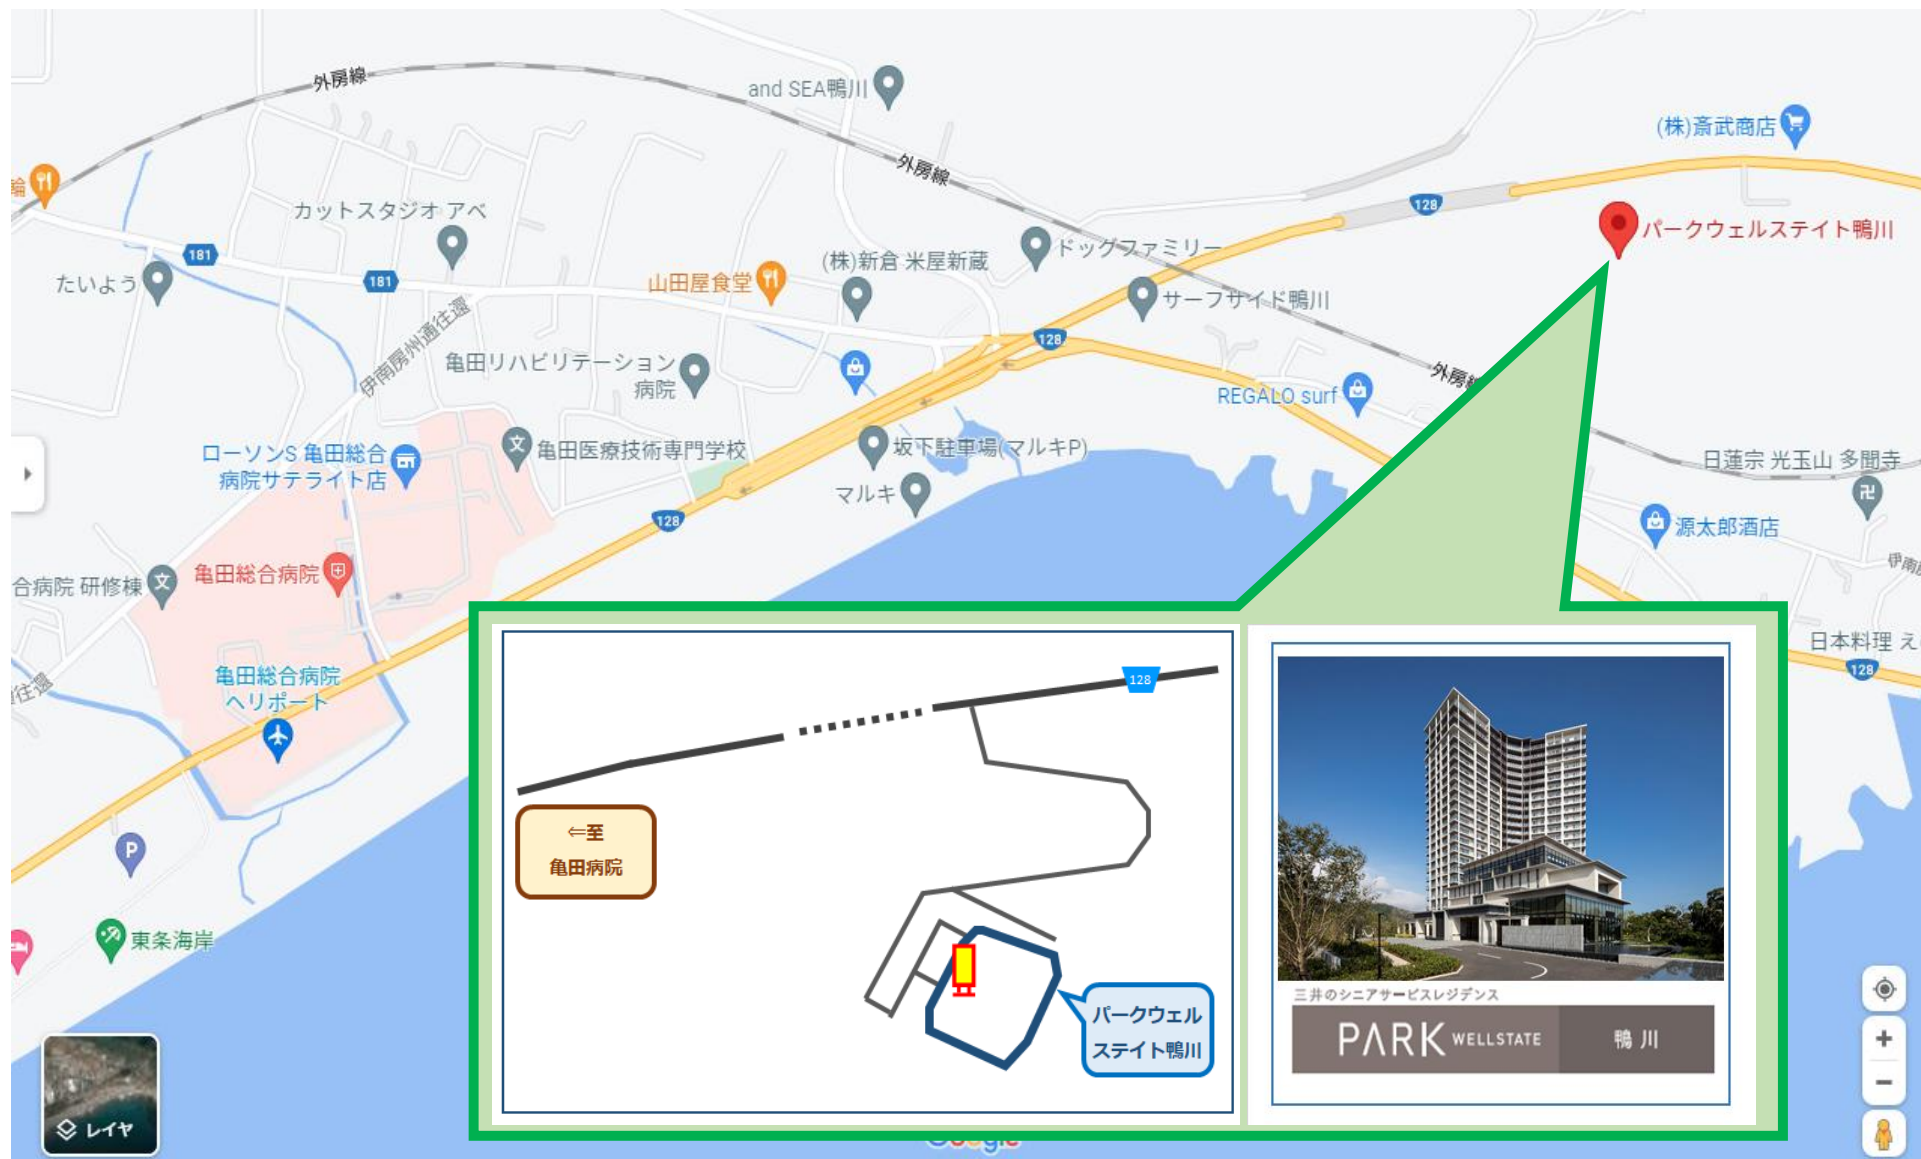 外房線
and SEA鴨川
(株)斎武商店
外房線
輪
128
カットスタジオ アベ
パークウェルステイト鴨川
181
ドッグファミリー
(株)新倉 米屋新蔵
たいよう
181
山田屋食堂
サーフサイド鴨川
伊南房州通往還
128
亀田リハビリテーション
病院
外房線
REGALO surf
ローソンS 亀田総合
病院サテライト店
亀田医療技術専門学校
坂下駐車場(マルキP)
日蓮宗 光玉山 多聞寺
マルキ
128
源太郎酒店
亀田総合病院
合病院 研修棟
伊南房
日本料理 え
128
亀田総合病院
ヘリポート
往還
128
⇐至
亀田病院
P
東条海岸
パークウェル
ステイト鴨川
三井のシニアサービスレジデンス
PARK WELLSTATE 鴨川
レイヤ
Google